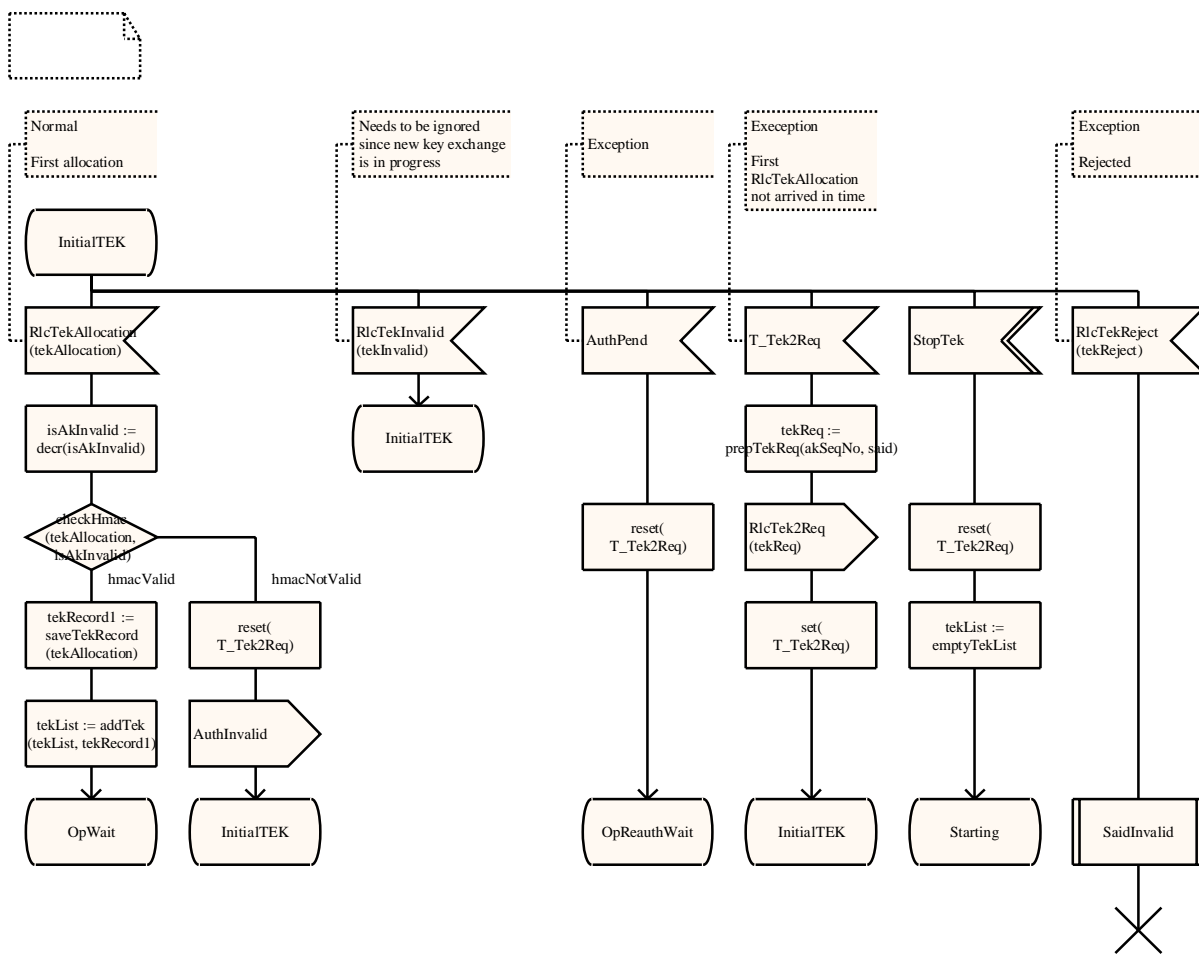 Normal
First allocation
Needs to be ignored
since new key exchange
is in progress
Exception
Exeception
First
RlcTekAllocation
not arrived in time
Exception
Rejected
InitialTEK
RlcTekAllocation
(tekAllocation)
RlcTekInvalid
(tekInvalid)
AuthPend
T_Tek2Req
StopTek
RlcTekReject
(tekReject)
isAkInvalid :=
decr(isAkInvalid)
InitialTEK
tekReq :=
prepTekReq(akSeqNo, said)
checkHmac
(tekAllocation,
isAkInvalid)
hmacValid
hmacNotValid
reset(
T_Tek2Req)
RlcTek2Req
(tekReq)
reset(
T_Tek2Req)
tekRecord1 :=
saveTekRecord
(tekAllocation)
reset(
T_Tek2Req)
set(
T_Tek2Req)
tekList :=
emptyTekList
tekList := addTek
(tekList, tekRecord1)
AuthInvalid
OpWait
InitialTEK
OpReauthWait
InitialTEK
Starting
SaidInvalid